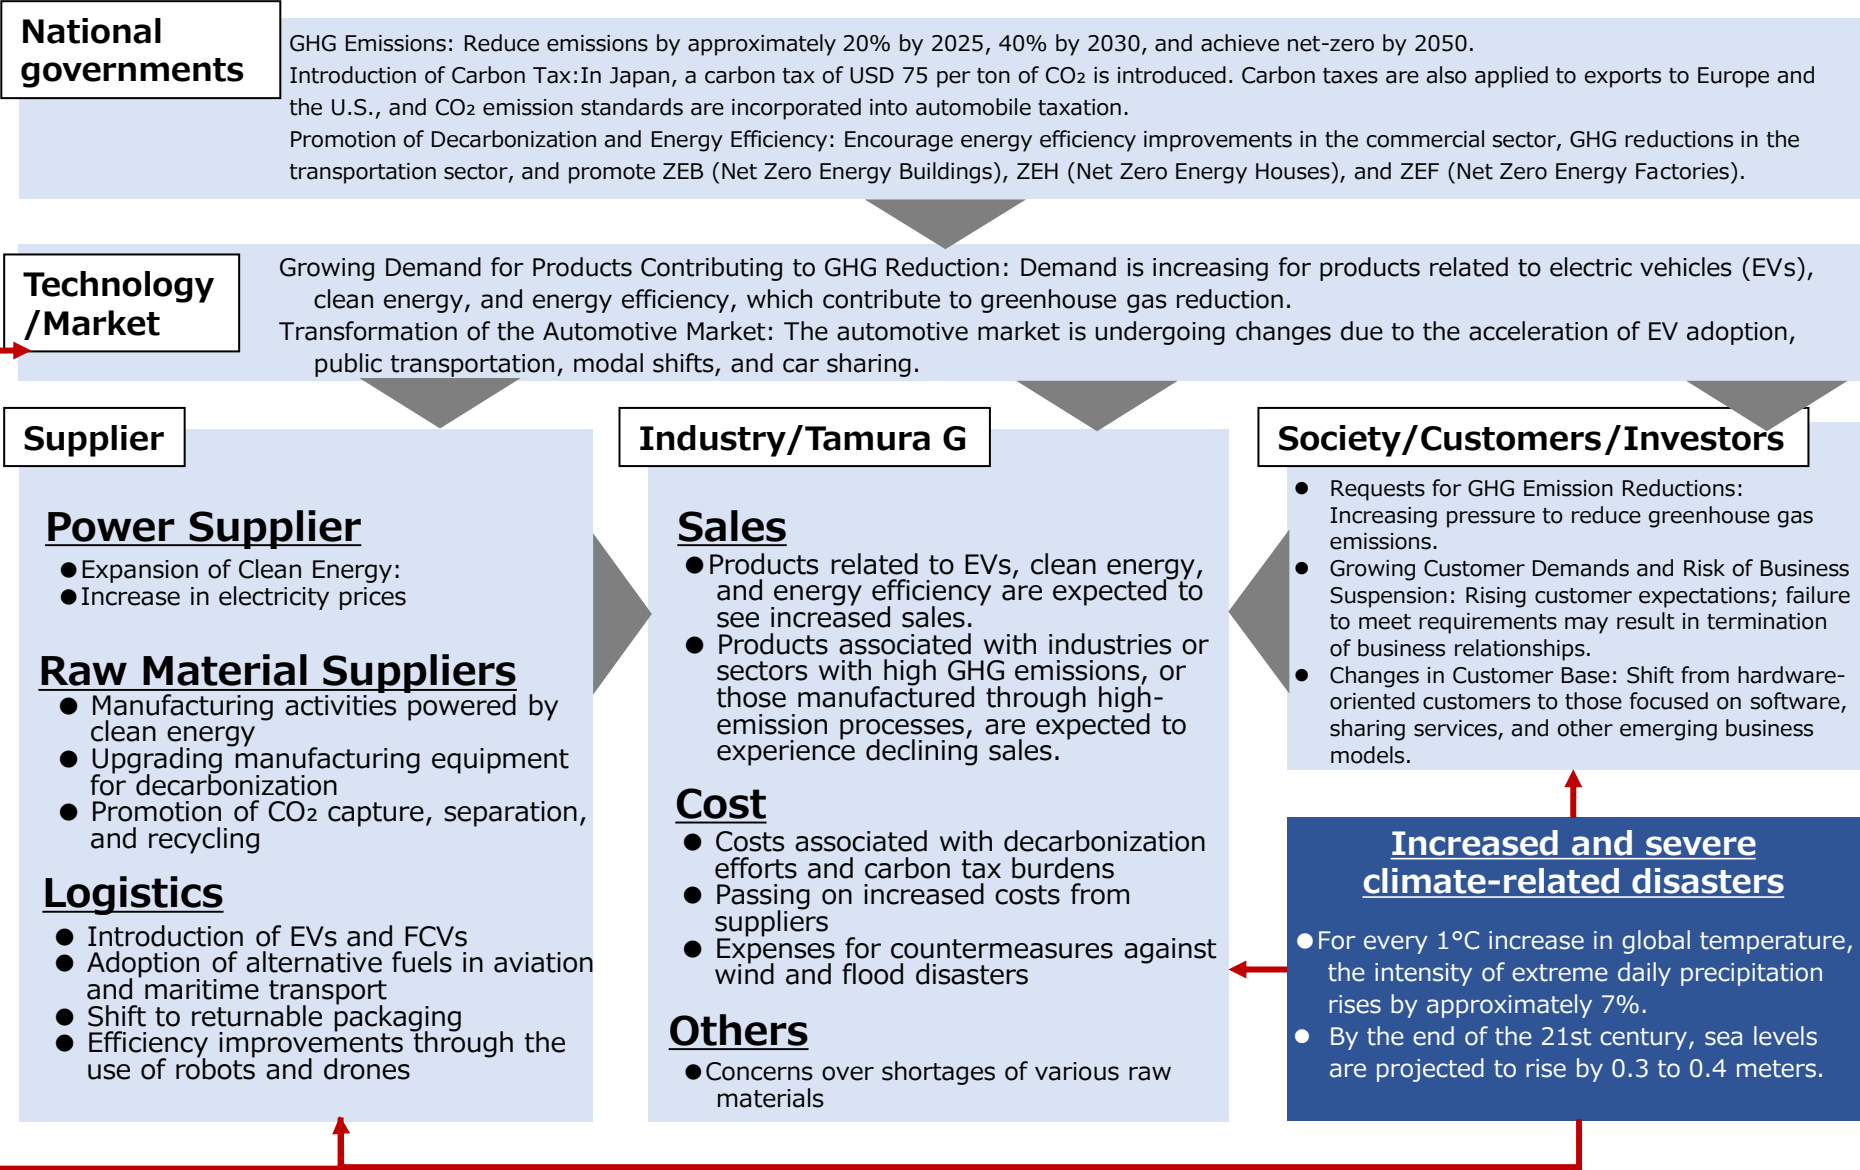 National
governments
GHG Emissions: Reduce emissions by approximately 20% by 2025, 40% by 2030, and achieve net-zero by 2050.
Introduction of Carbon Tax:In Japan, a carbon tax of USD 75 per ton of CO₂ is introduced. Carbon taxes are also applied to exports to Europe and
the U.S., and CO₂ emission standards are incorporated into automobile taxation.
Promotion of Decarbonization and Energy Efficiency: Encourage energy efficiency improvements in the commercial sector, GHG reductions in the
transportation sector, and promote ZEB (Net Zero Energy Buildings), ZEH (Net Zero Energy Houses), and ZEF (Net Zero Energy Factories).
Technology
/Market
Growing Demand for Products Contributing to GHG Reduction: Demand is increasing for products related to electric vehicles (EVs),
clean energy, and energy efficiency, which contribute to greenhouse gas reduction.
Transformation of the Automotive Market: The automotive market is undergoing changes due to the acceleration of EV adoption,
public transportation, modal shifts, and car sharing.
Supplier
Power Supplier
●Expansion of Clean Energy:
●Increase in electricity prices
Raw Material Suppliers
● Manufacturing activities powered by
clean energy
● Upgrading manufacturing equipment
for decarbonization
● Promotion of CO₂ capture, separation,
and recycling
Logistics
● Introduction of EVs and FCVs
● Adoption of alternative fuels in aviation
and maritime transport
● Shift to returnable packaging
● Efficiency improvements through the
use of robots and drones
Industry/Tamura G
Sales
●Products related to EVs, clean energy,
and energy efficiency are expected to
see increased sales.
● Products associated with industries or
sectors with high GHG emissions, or
those manufactured through high-
emission processes, are expected to
experience declining sales.
Cost
● Costs associated with decarbonization
efforts and carbon tax burdens
● Passing on increased costs from
suppliers
● Expenses for countermeasures against
wind and flood disasters
Others
●Concerns over shortages of various raw
materials
Society/Customers/Investors
● Requests for GHG Emission Reductions:
Increasing pressure to reduce greenhouse gas
emissions.
● Growing Customer Demands and Risk of Business
Suspension: Rising customer expectations; failure
to meet requirements may result in termination
of business relationships.
● Changes in Customer Base: Shift from hardware-
oriented customers to those focused on software,
sharing services, and other emerging business
models.
Increased and severe
climate-related disasters
●For every 1°C increase in global temperature,
the intensity of extreme daily precipitation
rises by approximately 7%.
● By the end of the 21st century, sea levels
are projected to rise by 0.3 to 0.4 meters.